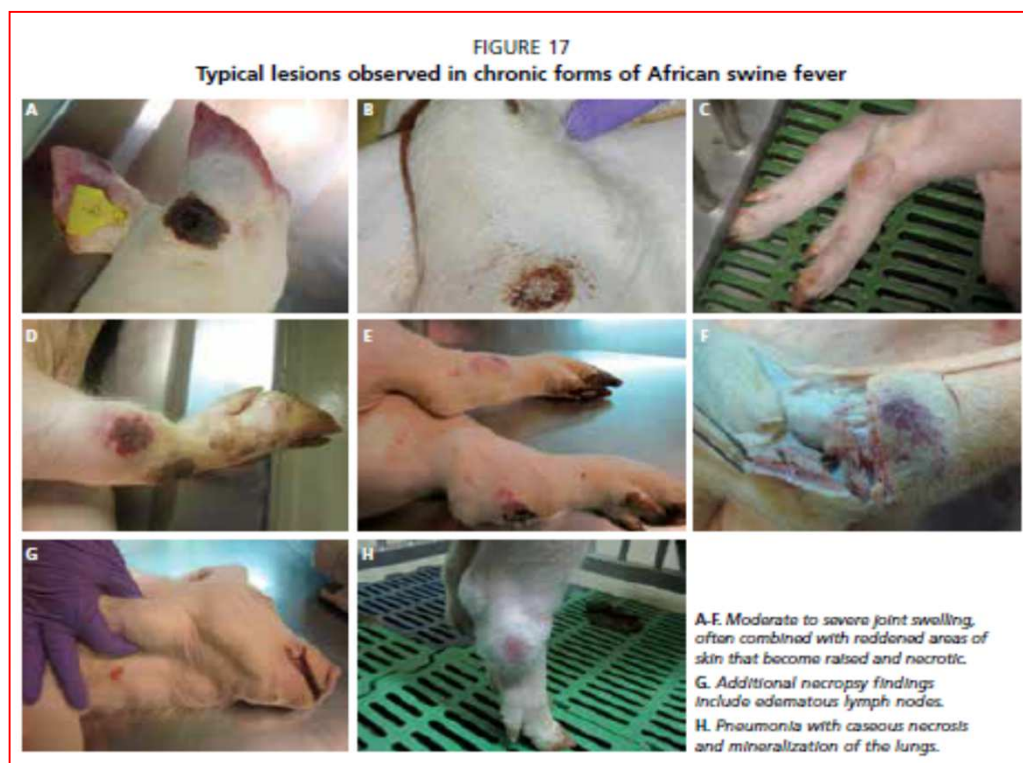 FIGURE 17
Typical lesions observed in chronic forms of African swine fever
A
B
C
D
E
F
G
H
A-F. Moderate to severe joint swelling,
often combined with reddened areas of
skin that become raised and necrotic.
G. Additional necropsy findings
include edematous lymph nodes.
H. Pneumonia with caseous necrosis
and mineralization of the lungs.